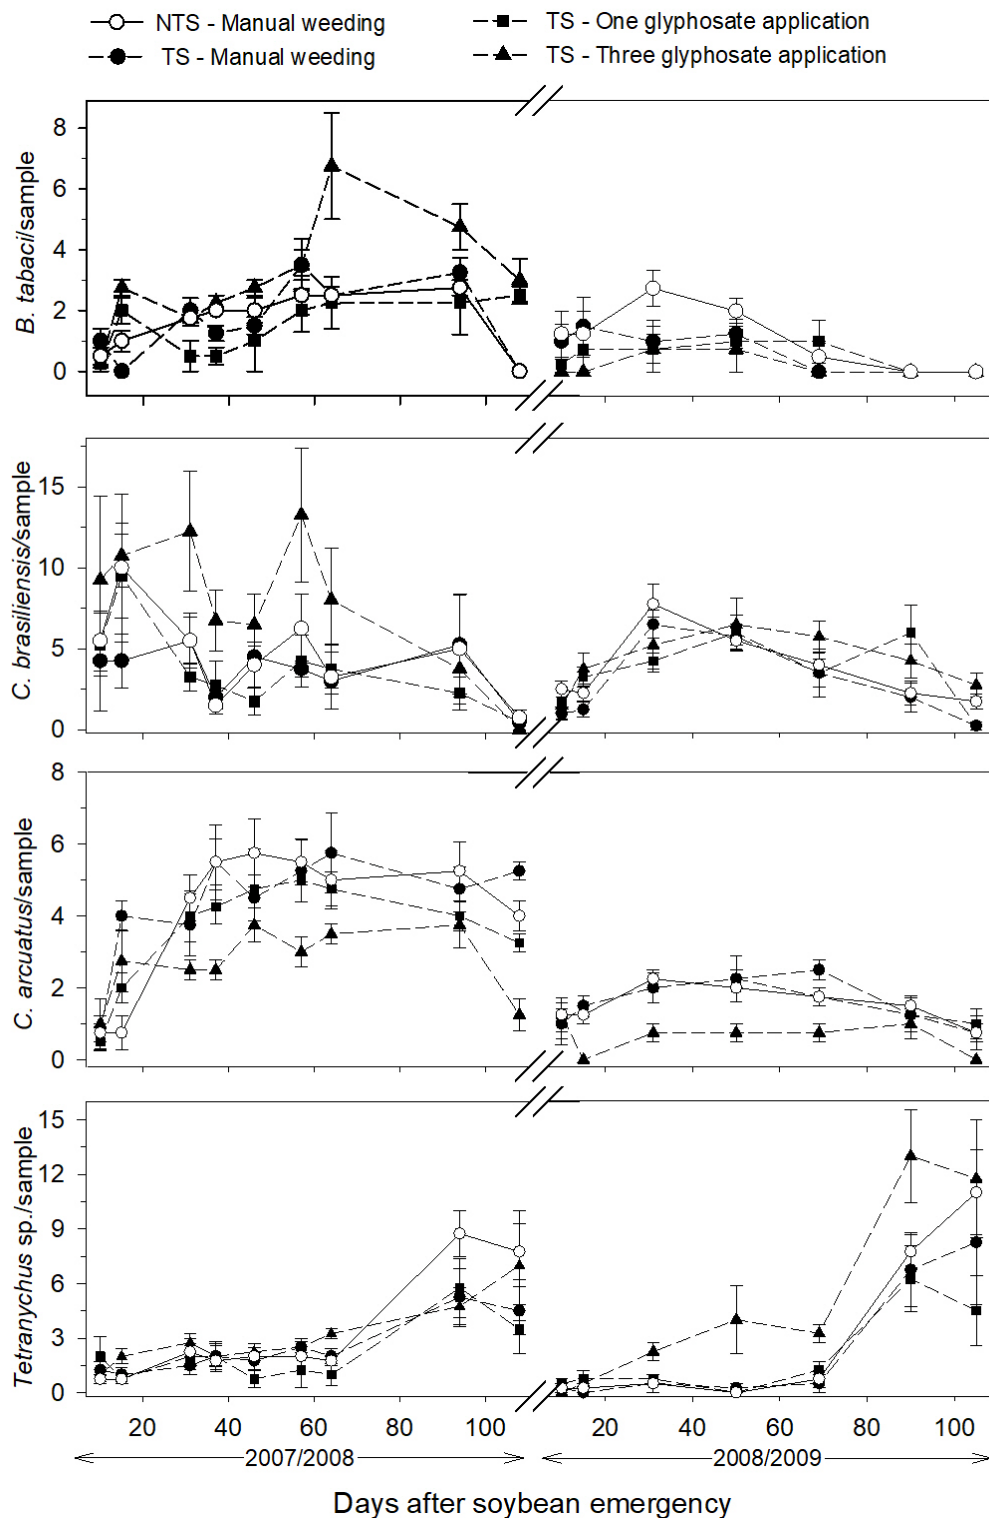 NTS - Manual weeding
TS - One glyphosate application
TS - Manual weeding
TS - Three glyphosate application
B. tabaci/sample
8
6
4
2
0
C. brasiliensis/sample
15
10
5
0
C. arcuatus/sample
8
6
4
2
0
Tetranychus sp./sample
15
12
9
6
3
0
20 40 60 80 100 20 40 60 80 100
2007/2008 2008/2009
Days after soybean emergency